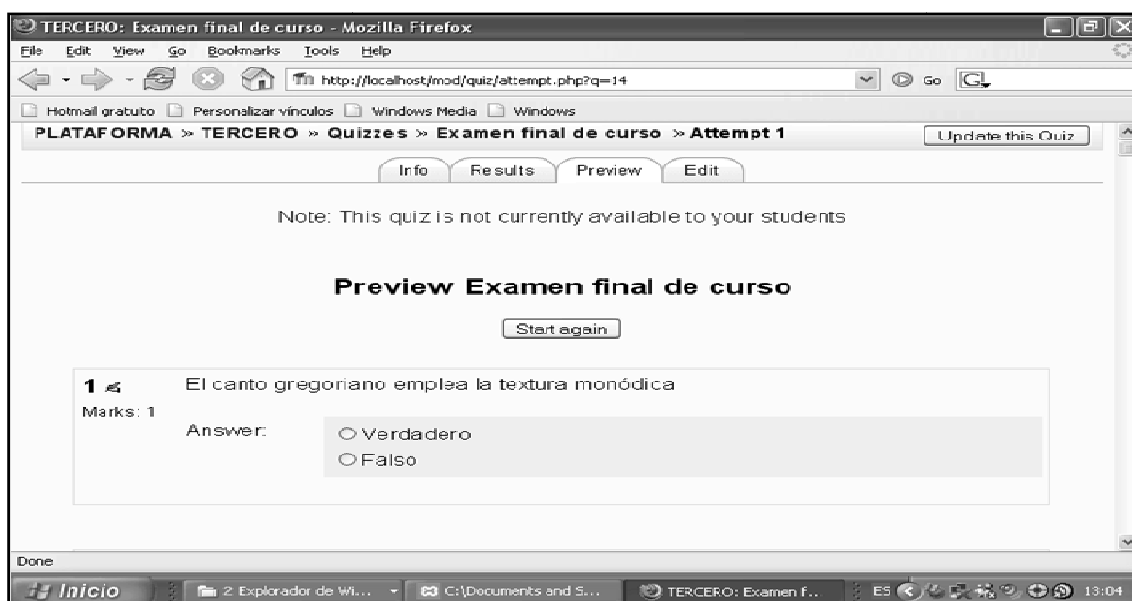 TERCERO: Examen final de curso - Mozilla Firefox
File Edit View Go Bookmarks Tools Help
http://localhost/mod/quiz/attempt.php?q=14 Go
Hotmail gratuito Personalizar vínculos Windows Media Windows
PLATAFORMA » TERCERO » Quizzes » Examen final de curso » Attempt 1 Update this Quiz
Info Results Preview Edit
Note: This quiz is not currently available to your students
Preview Examen final de curso
Start again
1 El canto gregoriano emplea la textura monódica
Marks: 1
Answer: Verdadero
Falso
Done
Inicio 2 Explorador de Wi... C:\Documents and S... TERCERO: Examen f... ES 13:04